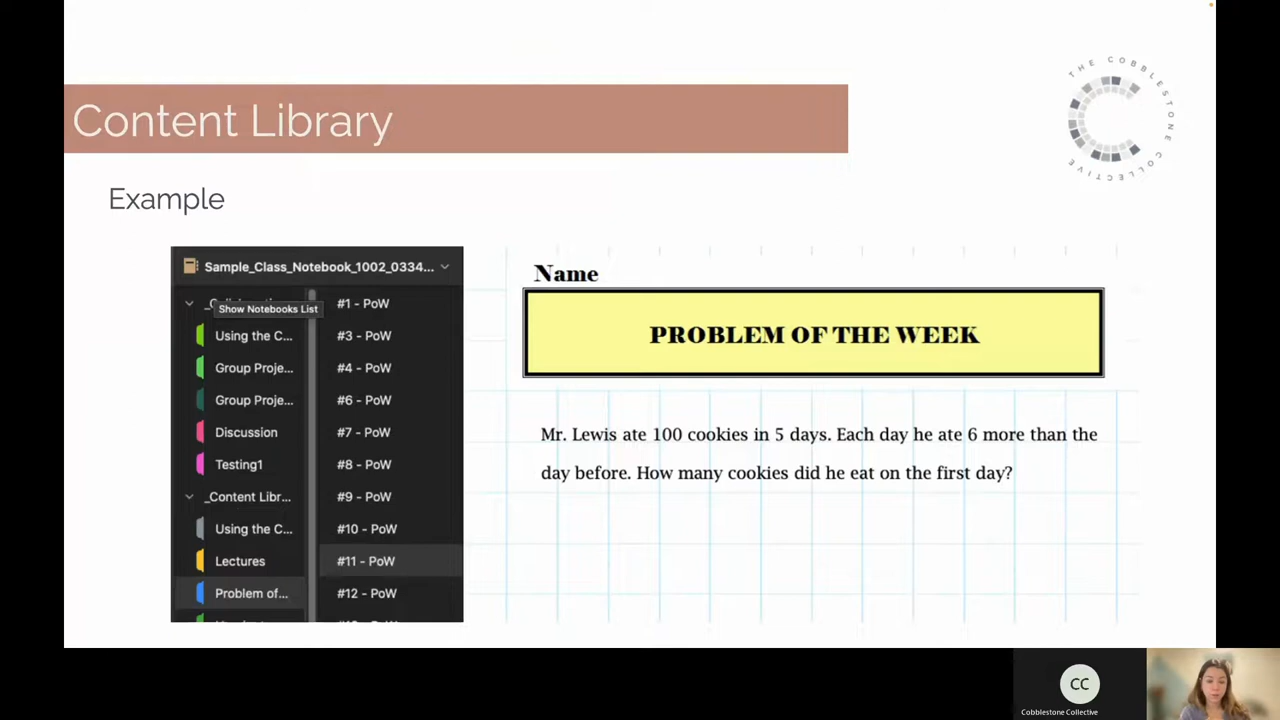 Content Library
THE COBBLESTONE COLLECTIVE
Example
Sample_Class_Notebook_1002_0334...
Show Notebooks List
Using the C...
Group Proje...
Group Proje...
Discussion
Testing1
_Content Libr...
Using the C...
Lectures
Problem of...
#1 - PoW
#3 - PoW
#4 - PoW
#6 - PoW
#7 - PoW
#8 - PoW
#9 - PoW
#10 - PoW
#11 - PoW
#12 - PoW
Name
PROBLEM OF THE WEEK
Mr. Lewis ate 100 cookies in 5 days. Each day he ate 6 more than the
day before. How many cookies did he eat on the first day?
CC
Cobblestone Collective